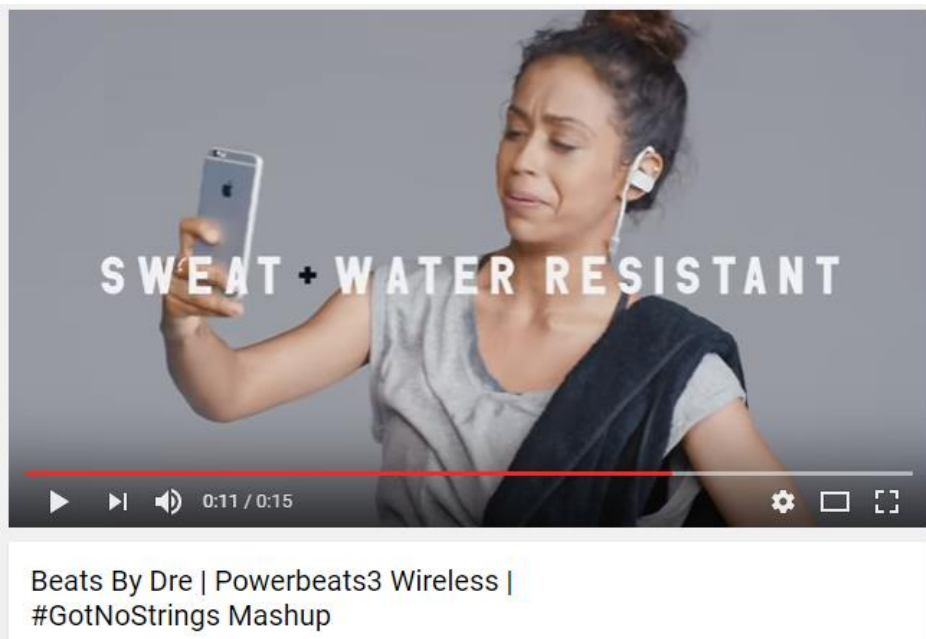 SWEAT + WATER RESISTANT
0:11 / 0:15
Beats By Dre | Powerbeats3 Wireless |
#GotNoStrings Mashup